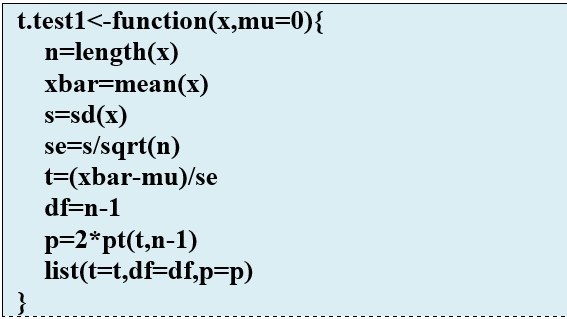 t.test1<-function(x,mu=0){
n=length(x)
xbar=mean(x)
s=sd(x)
se=s/sqrt(n)
t=(xbar-mu)/se
df=n-1
p=2*pt(t,n-1)
list(t=t,df=df,p=p)
}